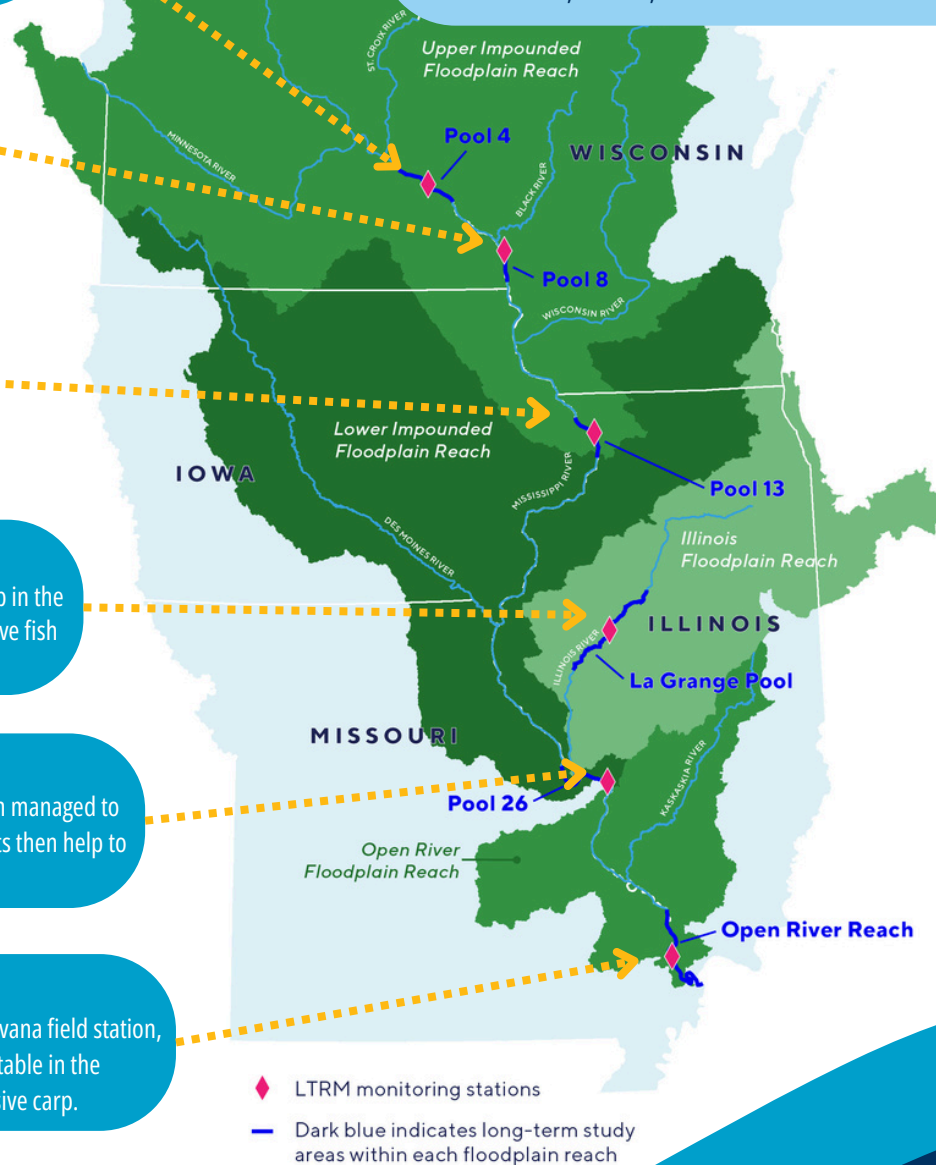 ST. CROIX RIVER
Upper Impounded
Floodplain Reach
Pool 4
WISCONSIN
MINNESOTA RIVER
BLACK RIVER
Pool 8
WISCONSIN RIVER
Lower Impounded
Floodplain Reach
IOWA
MISSISSIPPI RIVER
Pool 13
DES MOINES RIVER
Illinois
Floodplain Reach
in the
ve fish
ILLINOIS
ILLINOIS RIVER
La Grange Pool
MISSOURI
KASKASKIA RIVER
Pool 26
managed to
ts then help to
Open River
Floodplain Reach
Open River Reach
vana field station,
table in the
sive carp.
LTRM monitoring stations
Dark blue indicates long-term study
areas within each floodplain reach